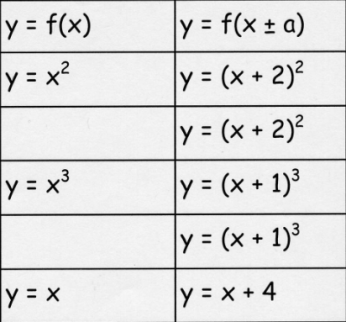 y = f(x) y = f(x ± a)
y = x² y = (x + 2)²
y = (x + 2)²
y = x³ y = (x + 1)³
y = (x + 1)³
y = x y = x + 4